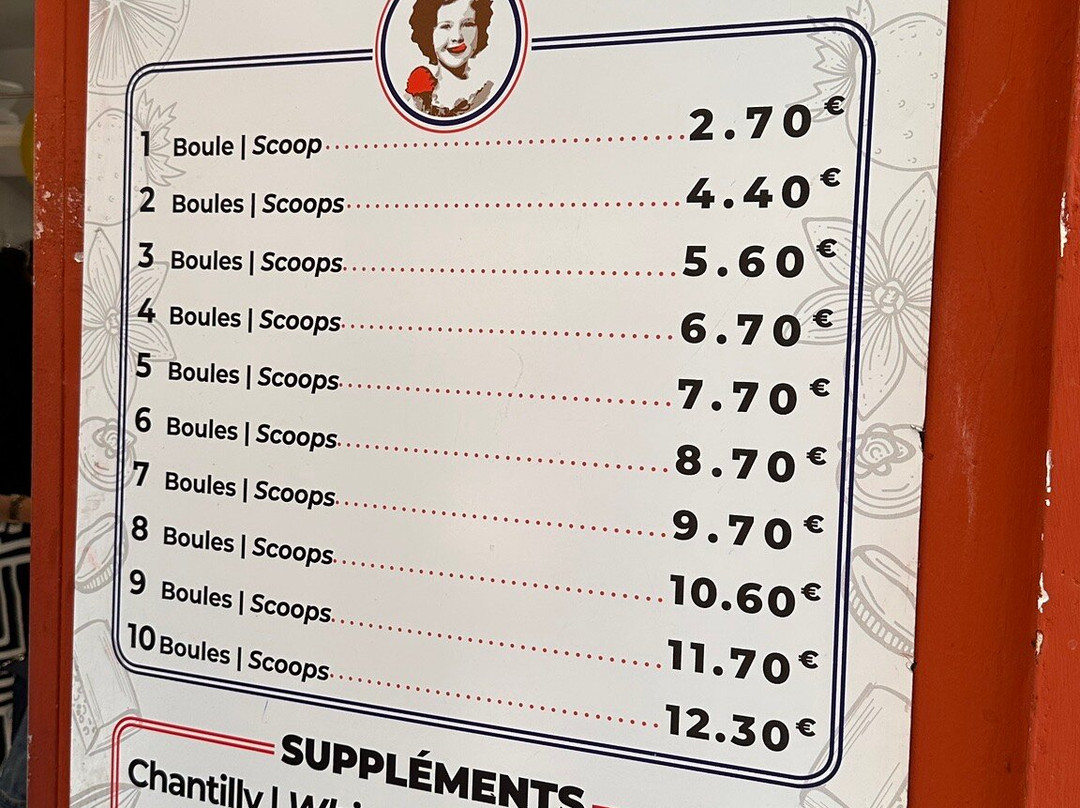 1 Boule | Scoop 2.70 €
2 Boules | Scoops 4.40 €
3 Boules | Scoops 5.60 €
4 Boules | Scoops 6.70 €
5 Boules | Scoops 7.70 €
6 Boules | Scoops 8.70 €
7 Boules | Scoops 9.70 €
8 Boules | Scoops 10.60 €
9 Boules | Scoops 11.70 €
10 Boules | Scoops 12.30 €
SUPPLÉMENTS
Chantilly |